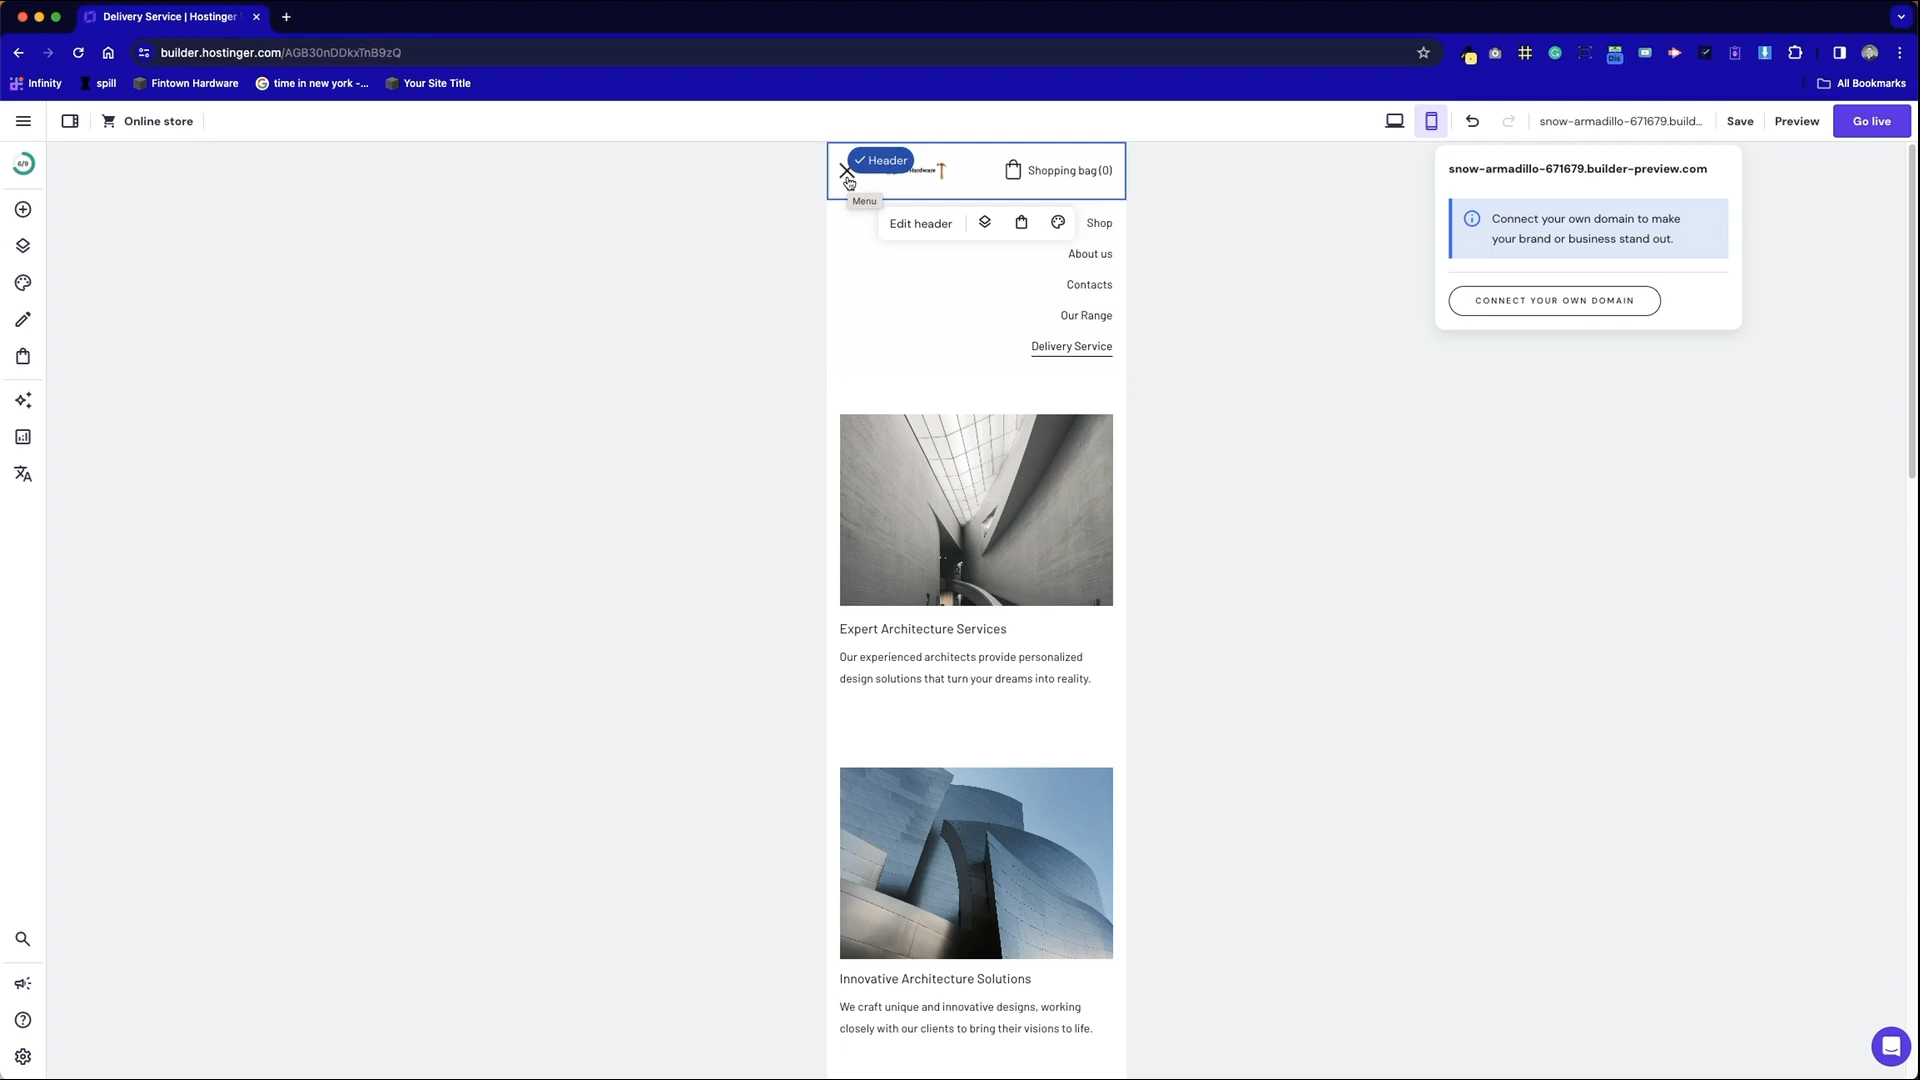 Delivery Service | Hostinger
builder.hostinger.com/AGB30nDDkxTnB9zQ
Infinity
spill
Fintown Hardware
time in new york -...
Your Site Title
All Bookmarks
Online store
snow-armadillo-671679.build...
Save
Preview
Go live
6/9
Header
Hardware
Shopping bag (0)
Menu
Edit header
Shop
About us
Contacts
Our Range
Delivery Service
snow-armadillo-671679.builder-preview.com
Connect your own domain to make
your brand or business stand out.
CONNECT YOUR OWN DOMAIN
Expert Architecture Services
Our experienced architects provide personalized
design solutions that turn your dreams into reality.
Innovative Architecture Solutions
We craft unique and innovative designs, working
closely with our clients to bring their visions to life.